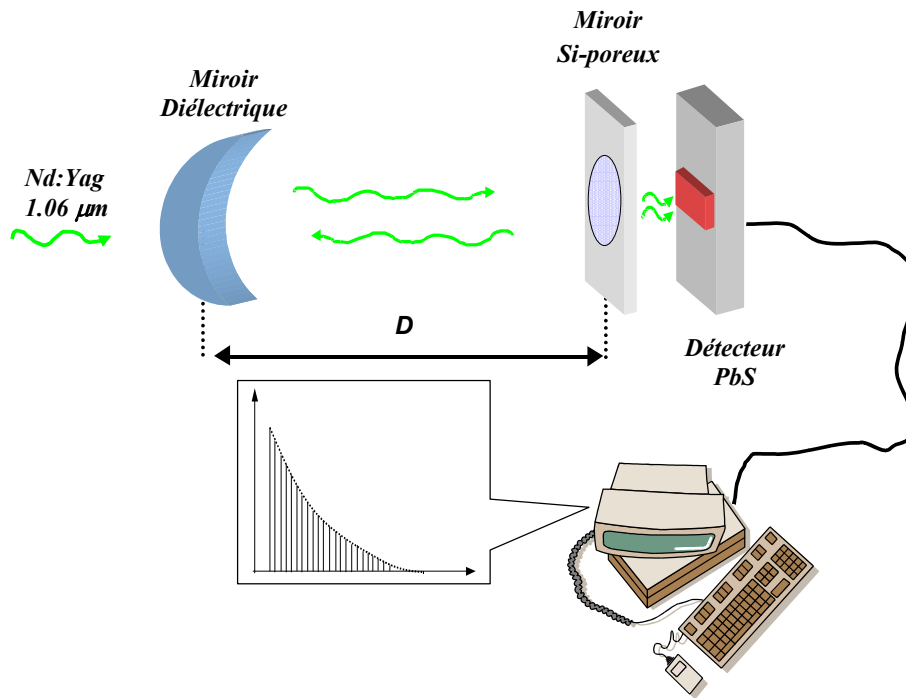 Miroir
Si-poreux
Miroir
Diélectrique
Nd:Yag
1.06 µm
D
Détecteur
PbS